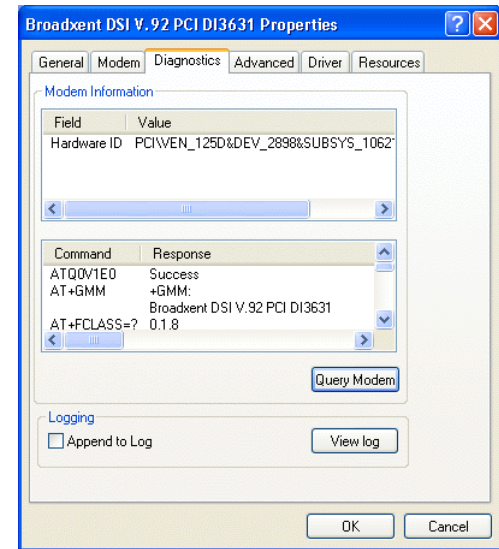 Broadxent DSI V.92 PCI DI3631 Properties
General Modem Diagnostics Advanced Driver Resources
Modem Information
Field Value
Hardware ID PCI\VEN_125D&DEV_2898&SUBSYS_1062
Command Response
ATQ0V1E0 Success
AT+GMM +GMM:
Broadxent DSI V.92 PCI DI3631
AT+FCLASS=? 0.1.8
Query Modem
Logging
Append to Log View log
OK Cancel